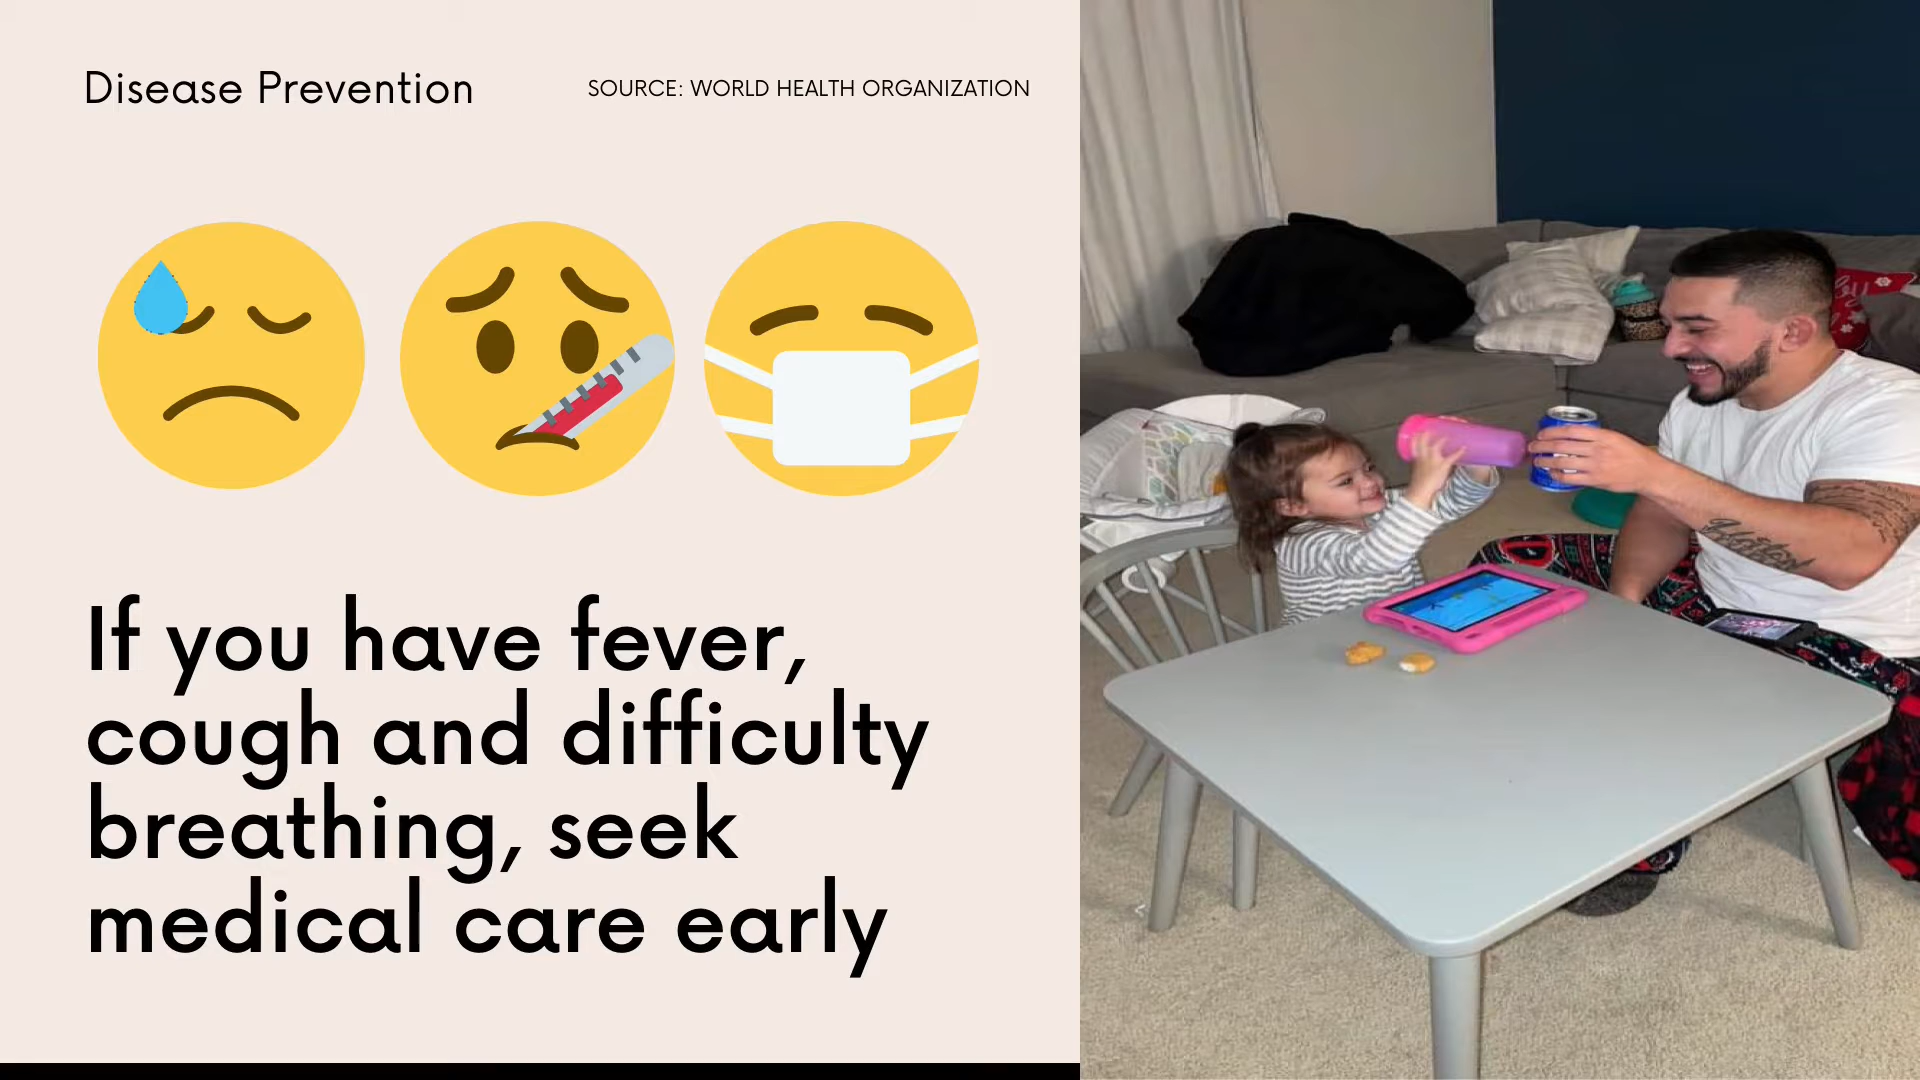 Disease Prevention
SOURCE: WORLD HEALTH ORGANIZATION
If you have fever,
cough and difficulty
breathing, seek
medical care early